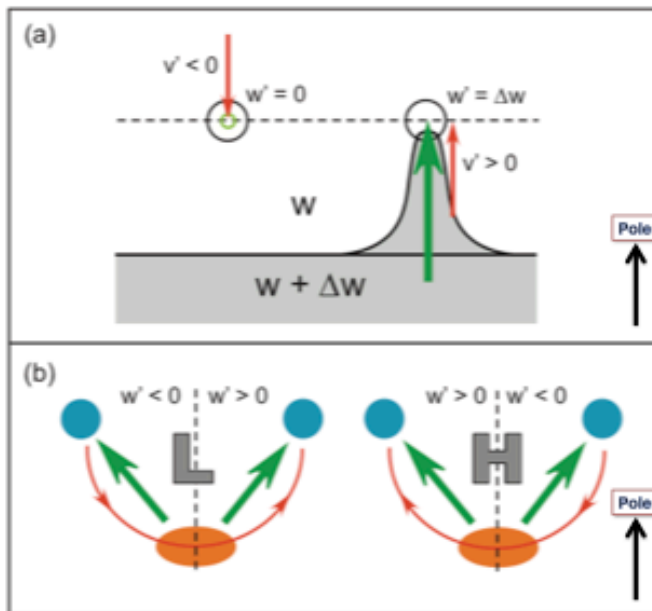 (a)
v' < 0
w' = 0
w' = Δw
v' > 0
w
w + Δw
Pole
(b)
w' < 0
w' > 0
w' > 0
w' < 0
L
H
Pole